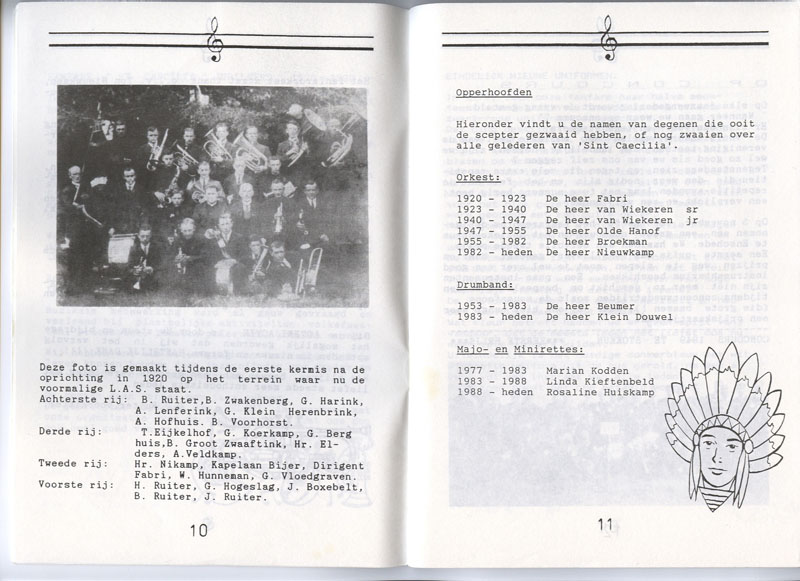 Deze foto is gemaakt tijdens de eerste kermis na de
oprichting in 1920 op het terrein waar nu de
voormalige L.A.S. staat.
Achterste rij: B. Ruiter,B. Zwakenberg, G. Harink,
A. Lenferink, G. Klein Herenbrink,
A. Hofhuis. B. Voorhorst.
Derde rij: T.Eijkelhof, G. Koerkamp, G. Berg
huis,B. Groot Zwaaftink, Hr. El-
ders, A.Veldkamp.
Tweede rij: Hr. Nikamp, Kapelaan Bijer, Dirigent
Fabri, W. Hunneman, G. Vloedgraven.
Voorste rij: H. Ruiter, G. Hogeslag, J. Boxebelt,
B. Ruiter, J. Ruiter.
10
Opperhoofden
Hieronder vindt u de namen van degenen die ooit
de scepter gezwaaid hebben, of nog zwaaien over
alle gelederen van 'Sint Caecilia'.
Orkest:
1920 - 1923 De heer Fabri
1923 - 1940 De heer van Wiekeren sr
1940 - 1947 De heer van Wiekeren jr
1947 - 1955 De heer Olde Hanof
1955 - 1982 De heer Broekman
1982 - heden De heer Nieuwkamp
Drumband:
1953 - 1983 De heer Beumer
1983 - heden De heer Klein Douwel
Majo- en Minirettes:
1977 - 1983 Marian Kodden
1983 - 1988 Linda Kieftenbeld
1988 - heden Rosaline Huiskamp
11